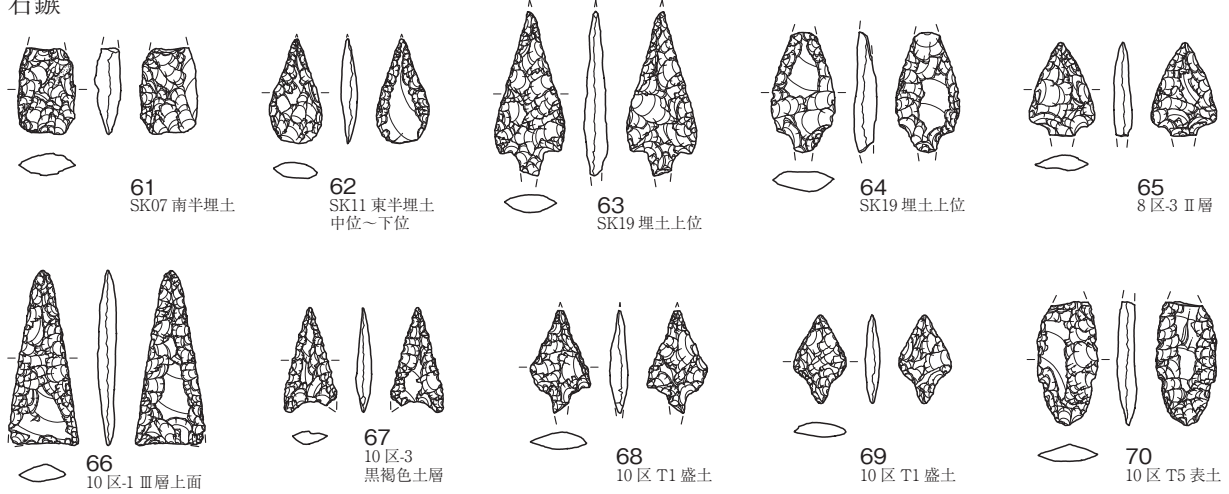 石鏃
61
SK07 南半埋土
62
SK11 東半埋土
中位～下位
63
SK19 埋土上位
64
SK19 埋土上位
65
8 区-3 Ⅱ層
66
10 区-1 Ⅲ層上面
67
10 区-3
黒褐色土層
68
10 区 T1 盛土
69
10 区 T1 盛土
70
10 区 T5 表土